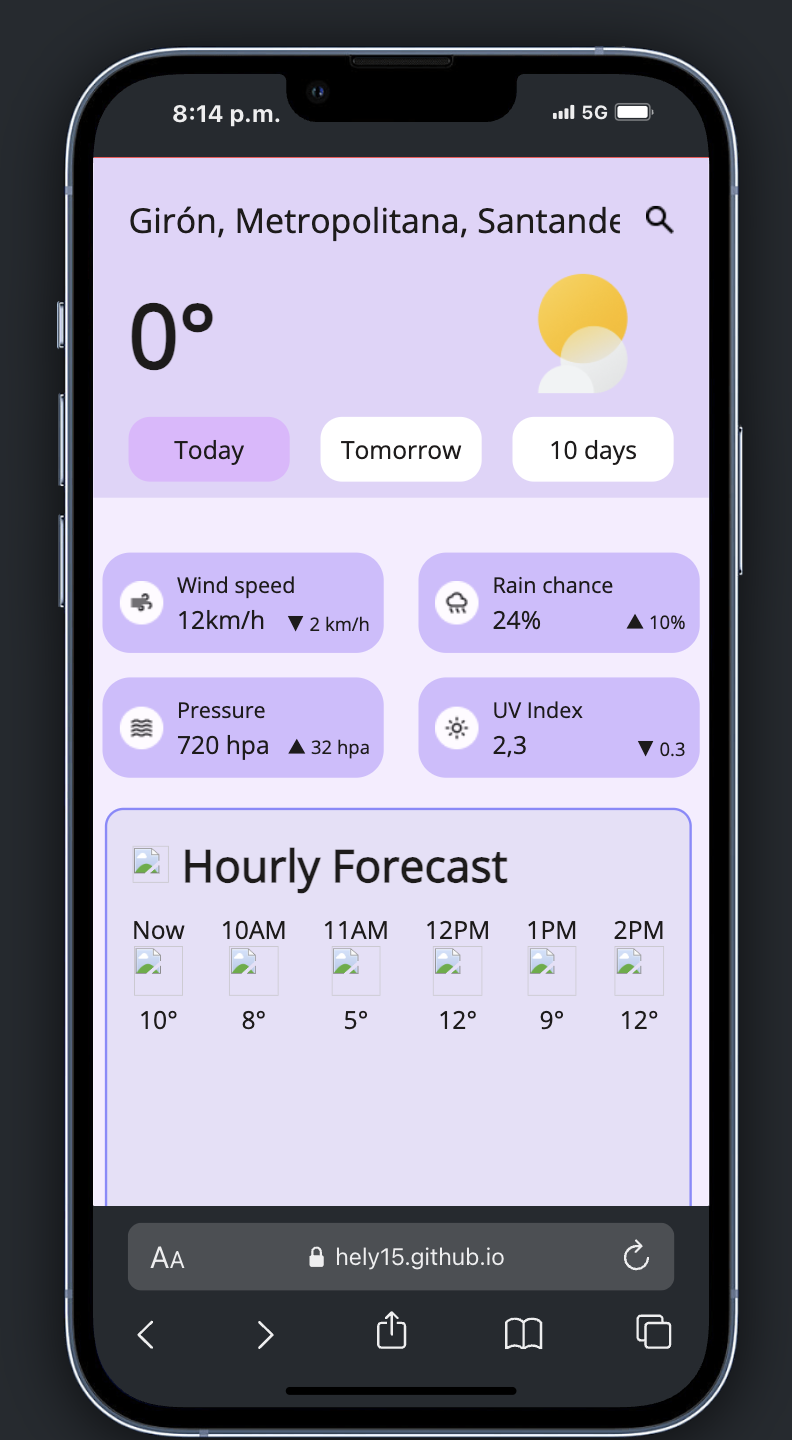 8:14 p.m. 5G
Girón, Metropolitana, Santande
0°
Today Tomorrow 10 days
Wind speed
12km/h ▼ 2 km/h
Rain chance
24% ▲ 10%
Pressure
720 hpa ▲ 32 hpa
UV Index
2,3 ▼ 0.3
Hourly Forecast
Now 10AM 11AM 12PM 1PM 2PM
10° 8° 5° 12° 9° 12°
AA hely15.github.io